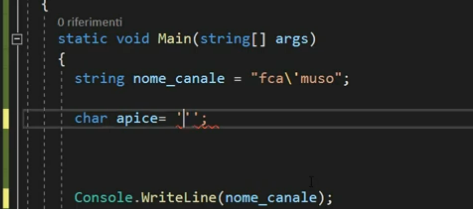 {
0 riferimenti
static void Main(string[] args)
{
string nome_canale = "fca\'muso";
char apice= ''';
Console.WriteLine(nome_canale);